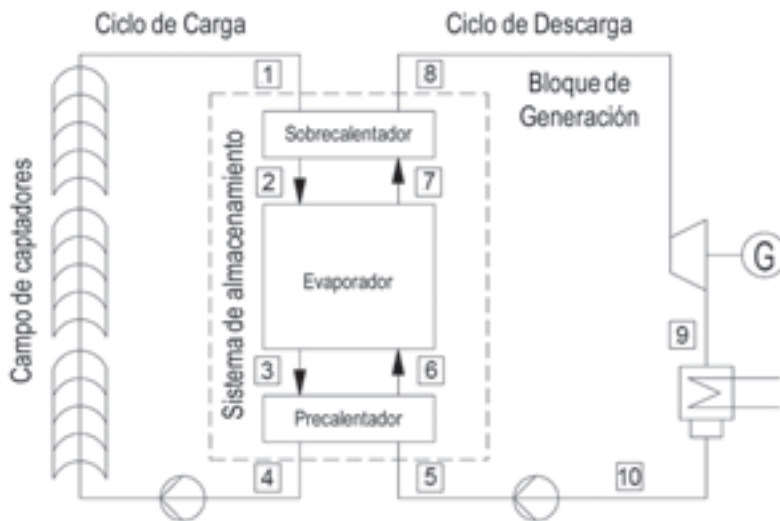 Ciclo de Carga
Ciclo de Descarga
1
8
Bloque de
Generación
Sobrecalentador
2
7
Campo de captadores
Sistema de almacenamiento
Evaporador
G
3
6
9
Precalentador
4
5
10